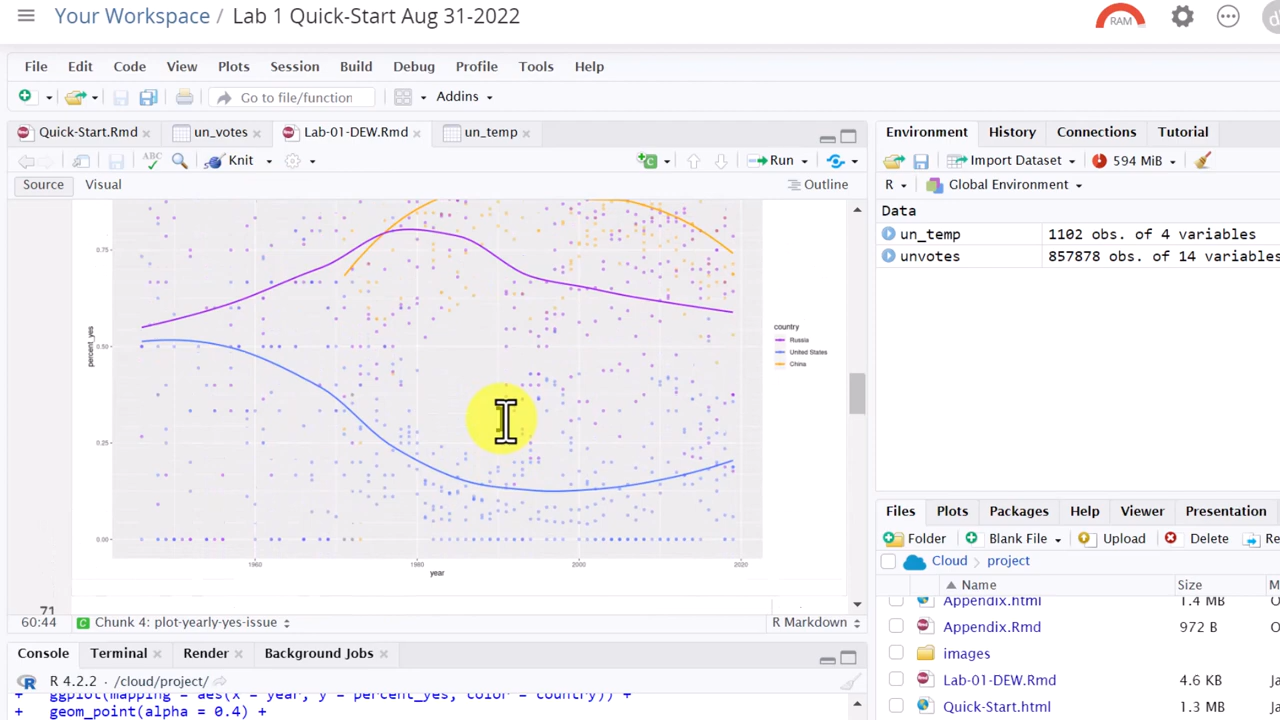 Your Workspace / Lab 1 Quick-Start Aug 31-2022
RAM
File Edit Code View Plots Session Build Debug Profile Tools Help
Go to file/function Addins
Quick-Start.Rmd un_votes Lab-01-DEW.Rmd un_temp
ABC Knit Run
Source Visual Outline
0.75
0.50
0.25
0.00
percent_yes
1960 1980 2000 2020
year
country
Russia
United States
China
71
60:44 Chunk 4: plot-yearly-yes-issue R Markdown
Console Terminal Render Background Jobs
R 4.2.2 · /cloud/project/
+ ggplot(mapping = aes(x = year, y = percent_yes, color = country)) +
+ geom_point(alpha = 0.4) +
Environment History Connections Tutorial
Import Dataset 594 MiB
R Global Environment
Data
un_temp 1102 obs. of 4 variables
unvotes 857878 obs. of 14 variables
Files Plots Packages Help Viewer Presentation
Folder Blank File Upload Delete Re
Cloud project
Name Size M
Appendix.html 1.4 MB O
Appendix.Rmd 972 B O
images
Lab-01-DEW.Rmd 4.6 KB Ja
Quick-Start.html 1.3 MB Ja